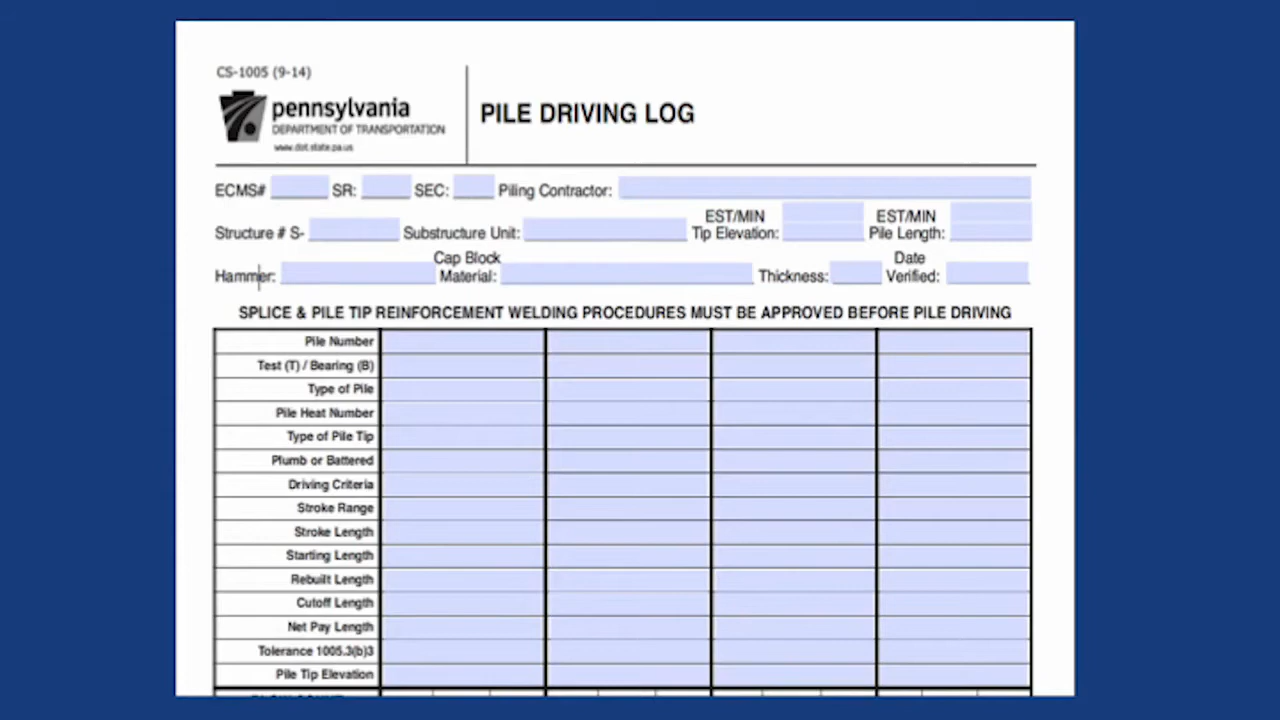 CS-1005 (9-14)
pennsylvania
DEPARTMENT OF TRANSPORTATION
www.dot.state.pa.us
PILE DRIVING LOG
ECMS# SR: SEC: Piling Contractor:
EST/MIN EST/MIN
Structure # S- Substructure Unit: Tip Elevation: Pile Length:
Cap Block Date
Hammer: Material: Thickness: Verified:
SPLICE & PILE TIP REINFORCEMENT WELDING PROCEDURES MUST BE APPROVED BEFORE PILE DRIVING
Pile Number
Test (T) / Bearing (B)
Type of Pile
Pile Heat Number
Type of Pile Tip
Plumb or Battered
Driving Criteria
Stroke Range
Stroke Length
Starting Length
Rebuilt Length
Cutoff Length
Net Pay Length
Tolerance 1005.3(b)3
Pile Tip Elevation